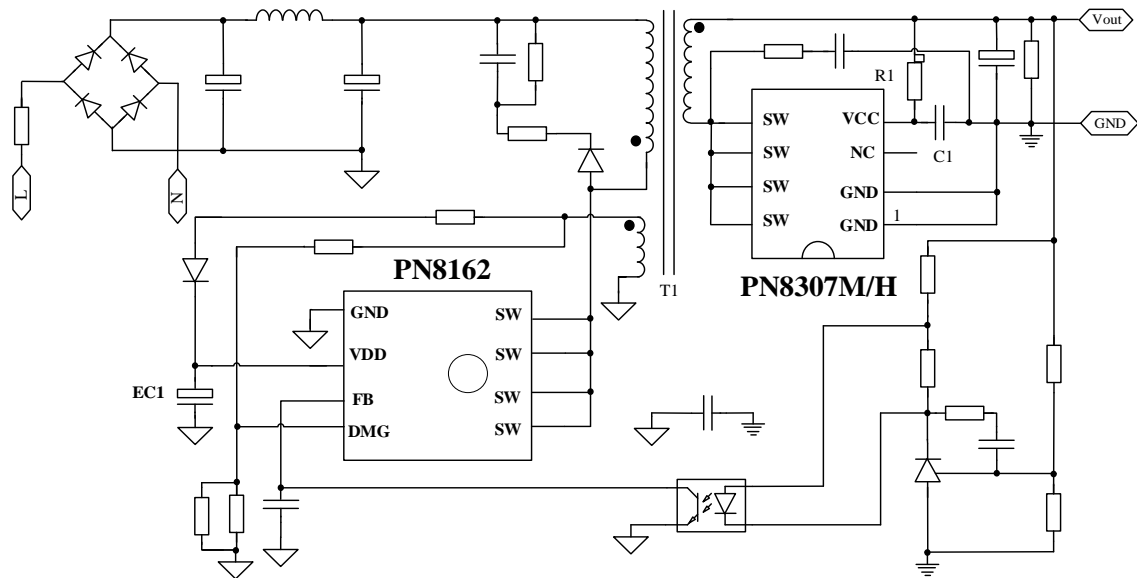 Vout
R1
SW
VCC
GND
C1
SW
NC
SW
GND
SW
GND
1
L
N
PN8162
T1
PN8307M/H
GND
SW
VDD
SW
EC1
FB
SW
DMG
SW